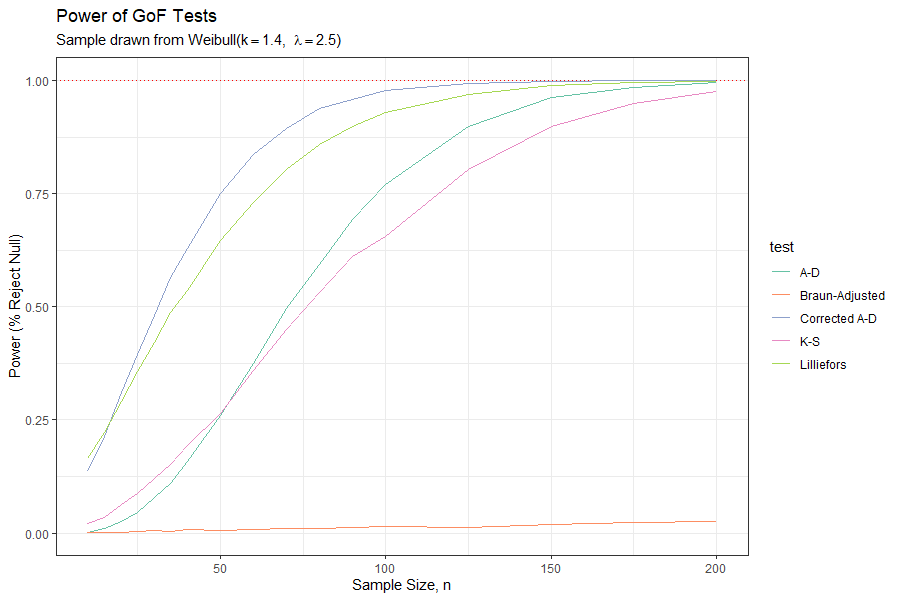 Power of GoF Tests
Sample drawn from Weibull(k = 1.4, λ = 2.5)
Power (% Reject Null)
1.00
0.75
0.50
0.25
0.00
50
100
150
200
Sample Size, n
test
A-D
Braun-Adjusted
Corrected A-D
K-S
Lilliefors